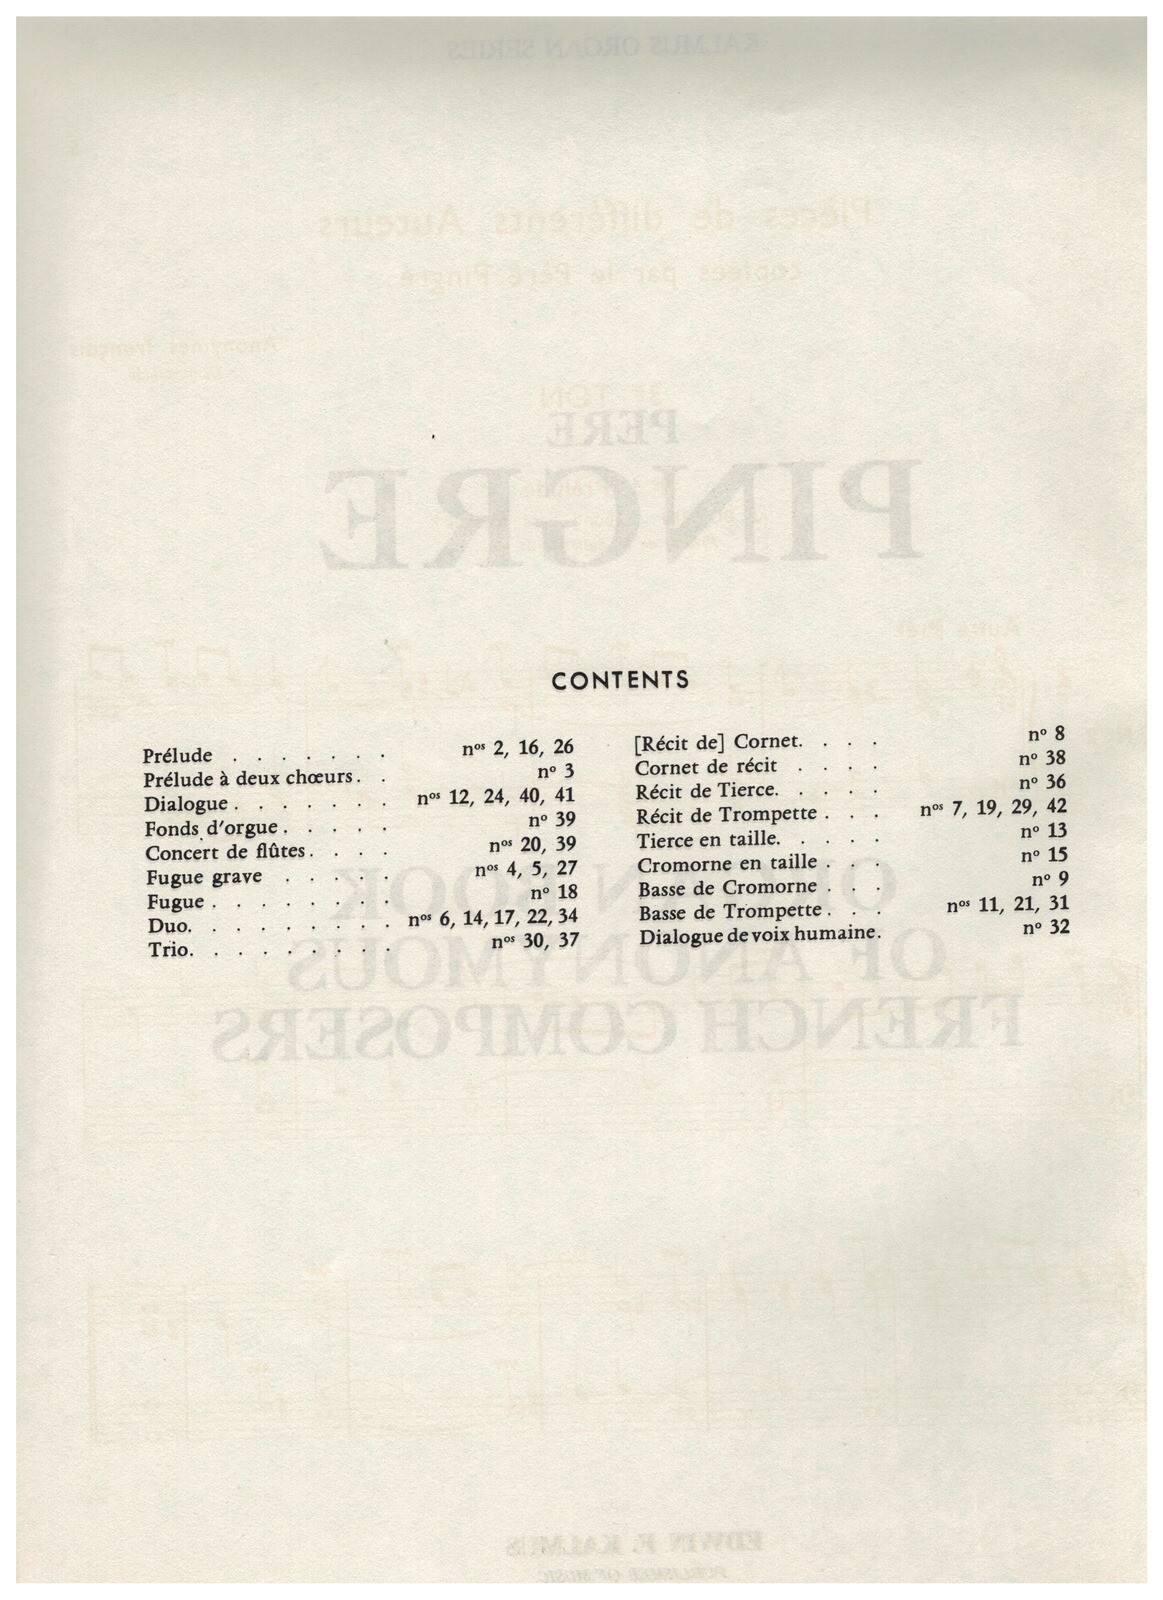 CONTENTS
Prélude . . . . . . . nos 2, 16, 26
Prélude à deux chœurs. . nº 3
Dialogue. . . . . . . nos 12, 24, 40, 41
Fonds d'orgue. . . . . nº 39
Concert de flûtes. . . . nos 20, 39
Fugue grave . . . . . nos 4, 5, 27
Fugue. . . . . . . . nº 18
Duo. . . . . . . . . nos 6, 14, 17, 22, 34
Trio. . . . . . . . . nos 30, 37
[Récit de] Cornet. . . . nº 8
Cornet de récit . . . . nº 38
Récit de Tierce. . . . . nº 36
Récit de Trompette . . . nos 7, 19, 29, 42
Tierce en taille. . . . . nº 13
Cromorne en taille . . . nº 15
Basse de Cromorne . . . nº 9
Basse de Trompette. . . nos 11, 21, 31
Dialogue de voix humaine. nº 32